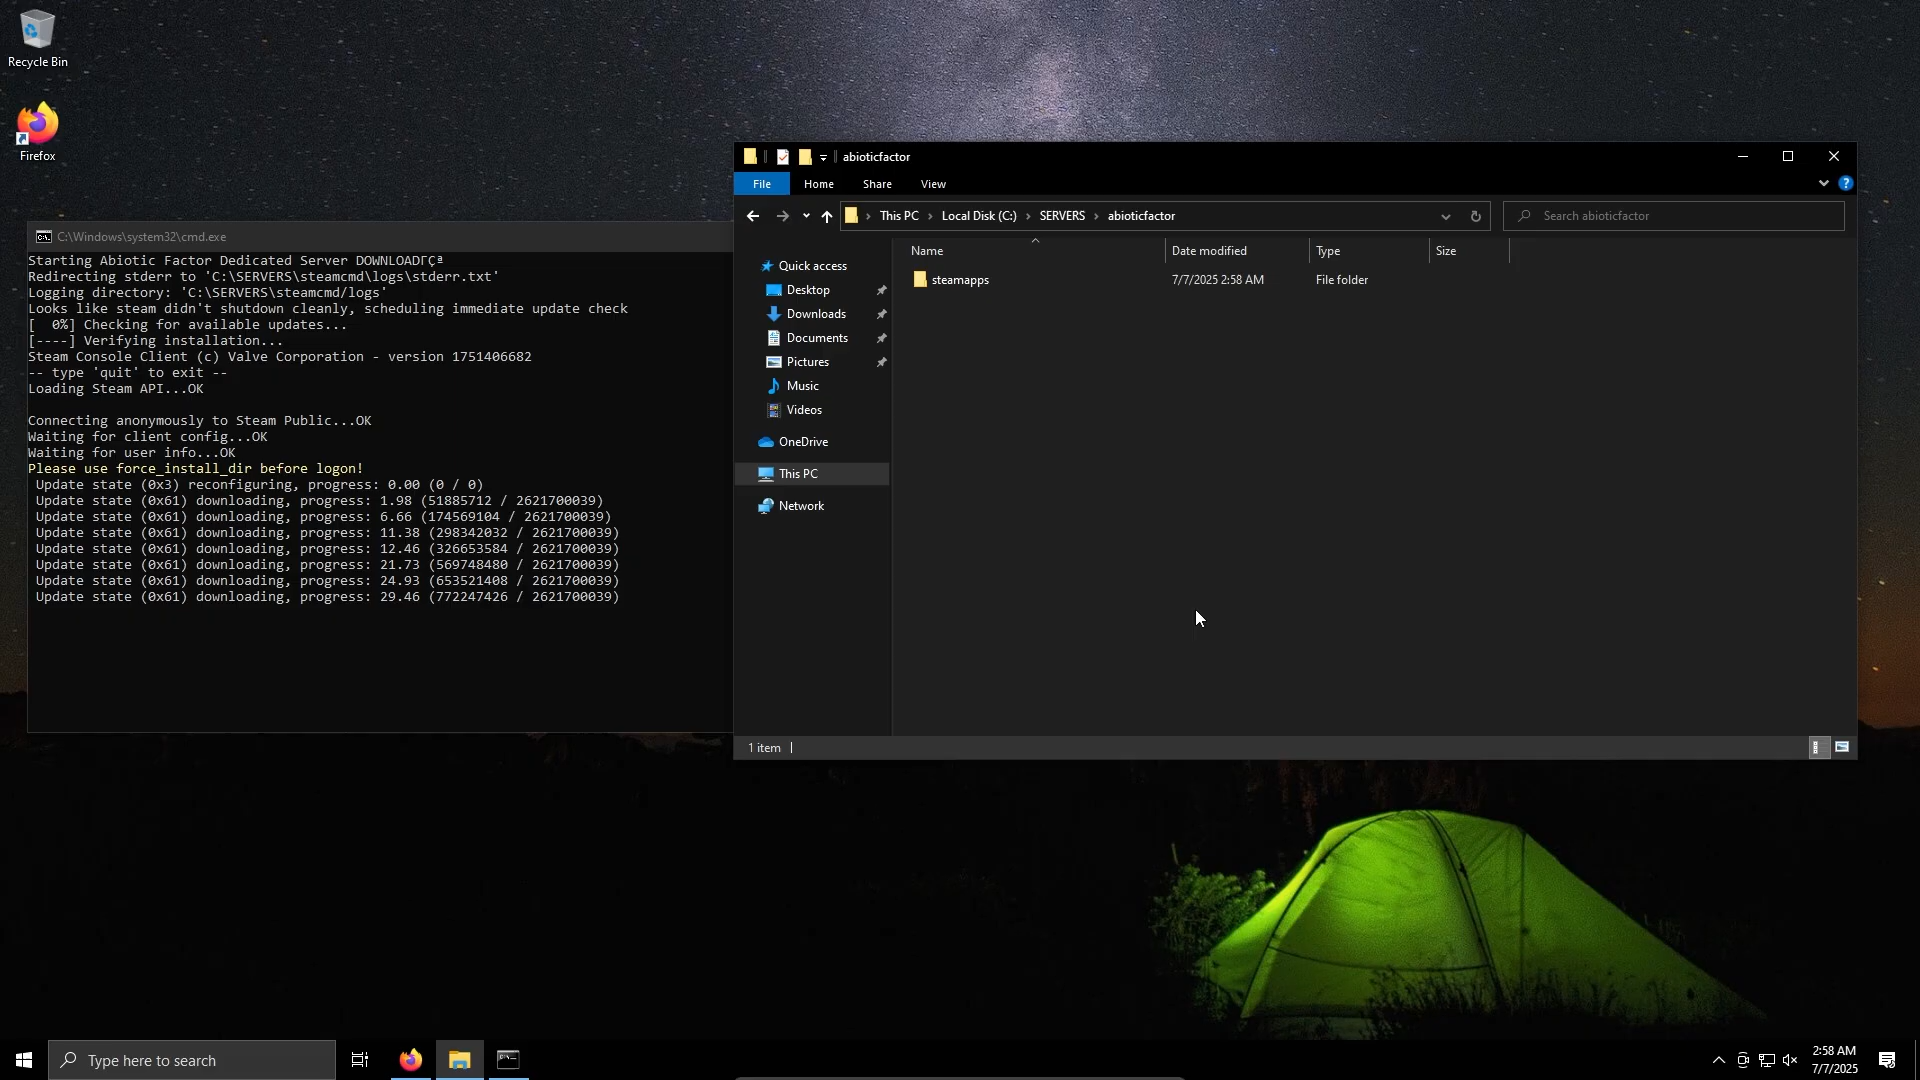 Recycle Bin
Firefox
C:\Windows\system32\cmd.exe
Starting Abiotic Factor Dedicated Server DOWNLOADΓÇª
Redirecting stderr to 'C:\SERVERS\steamcmd\logs\stderr.txt'
Logging directory: 'C:\SERVERS\steamcmd/logs'
Looks like steam didn't shutdown cleanly, scheduling immediate update check
[  0%] Checking for available updates...
[----] Verifying installation...
Steam Console Client (c) Valve Corporation - version 1751406682
-- type 'quit' to exit --
Loading Steam API...OK
Connecting anonymously to Steam Public...OK
Waiting for client config...OK
Waiting for user info...OK
Please use force_install_dir before logon!
Update state (0x3) reconfiguring, progress: 0.00 (0 / 0)
Update state (0x61) downloading, progress: 1.98 (51885712 / 2621700039)
Update state (0x61) downloading, progress: 6.66 (174569104 / 2621700039)
Update state (0x61) downloading, progress: 11.38 (298342032 / 2621700039)
Update state (0x61) downloading, progress: 12.46 (326653584 / 2621700039)
Update state (0x61) downloading, progress: 21.73 (569748480 / 2621700039)
Update state (0x61) downloading, progress: 24.93 (653521408 / 2621700039)
Update state (0x61) downloading, progress: 29.46 (772247426 / 2621700039)
abioticfactor
File Home Share View
This PC › Local Disk (C:) › SERVERS › abioticfactor
Search abioticfactor
Name Date modified Type Size
steamapps 7/7/2025 2:58 AM File folder
Quick access
Desktop
Downloads
Documents
Pictures
Music
Videos
OneDrive
This PC
Network
1 item
Type here to search
2:58 AM
7/7/2025